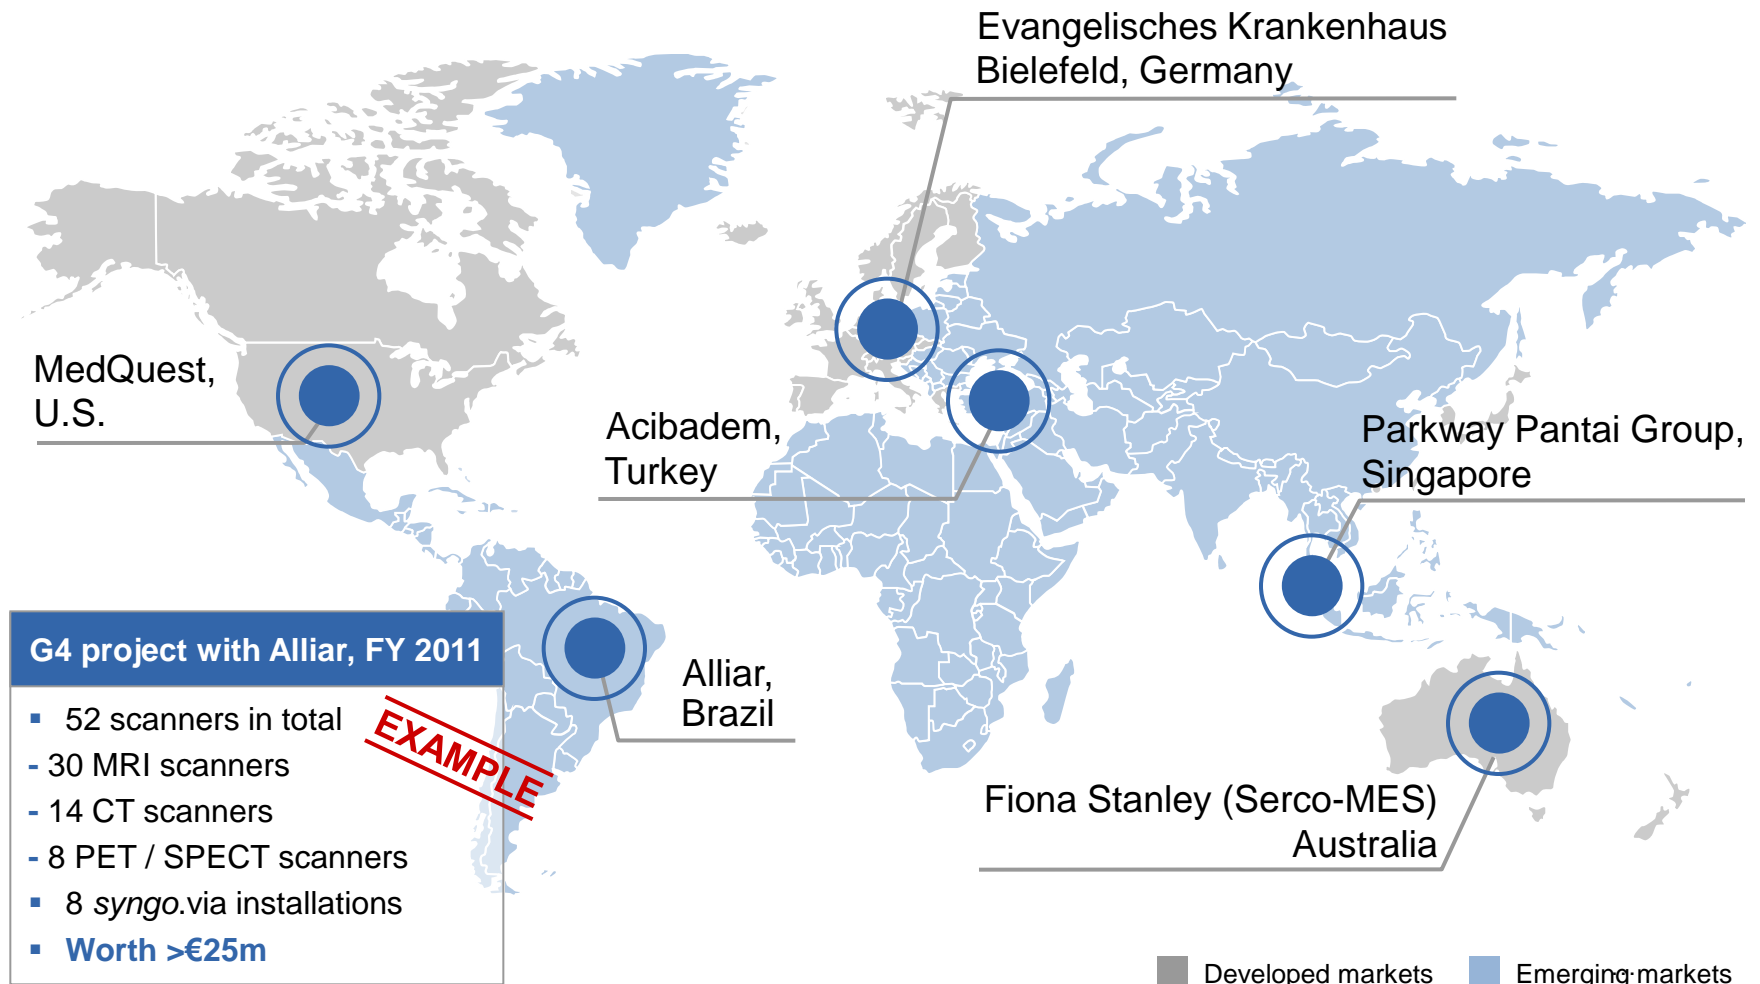 Evangelisches Krankenhaus
Bielefeld, Germany
MedQuest,
U.S.
Acibadem,
Turkey
Parkway Pantai Group,
Singapore
G4 project with Alliar, FY 2011
▪ 52 scanners in total
- 30 MRI scanners
- 14 CT scanners
- 8 PET / SPECT scanners
▪ 8 syngo.via installations
▪ Worth >€25m
EXAMPLE
Alliar,
Brazil
Fiona Stanley (Serco-MES)
Australia
Developed markets
Emerging markets